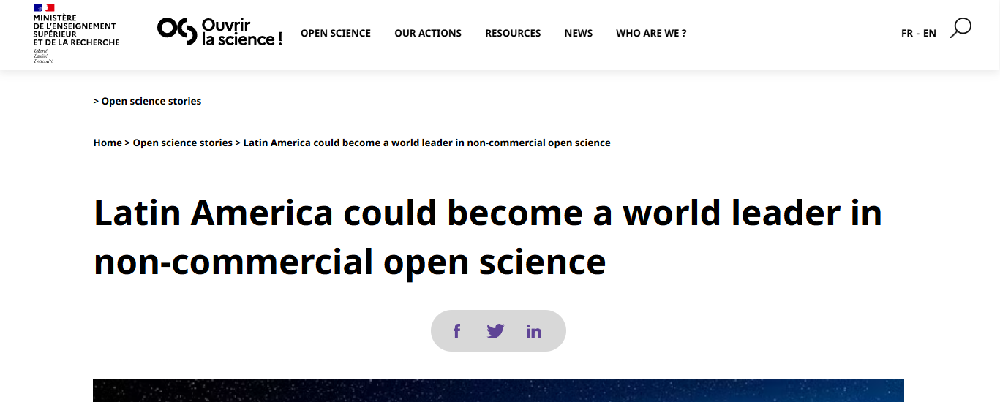 MINISTÈRE
DE L'ENSEIGNEMENT
SUPÉRIEUR
ET DE LA RECHERCHE
Liberté
Égalité
Fraternité
Ouvrir
la science !
OPEN SCIENCE OUR ACTIONS RESOURCES NEWS WHO ARE WE ?
FR - EN
> Open science stories
Home > Open science stories > Latin America could become a world leader in non-commercial open science
Latin America could become a world leader in
non-commercial open science